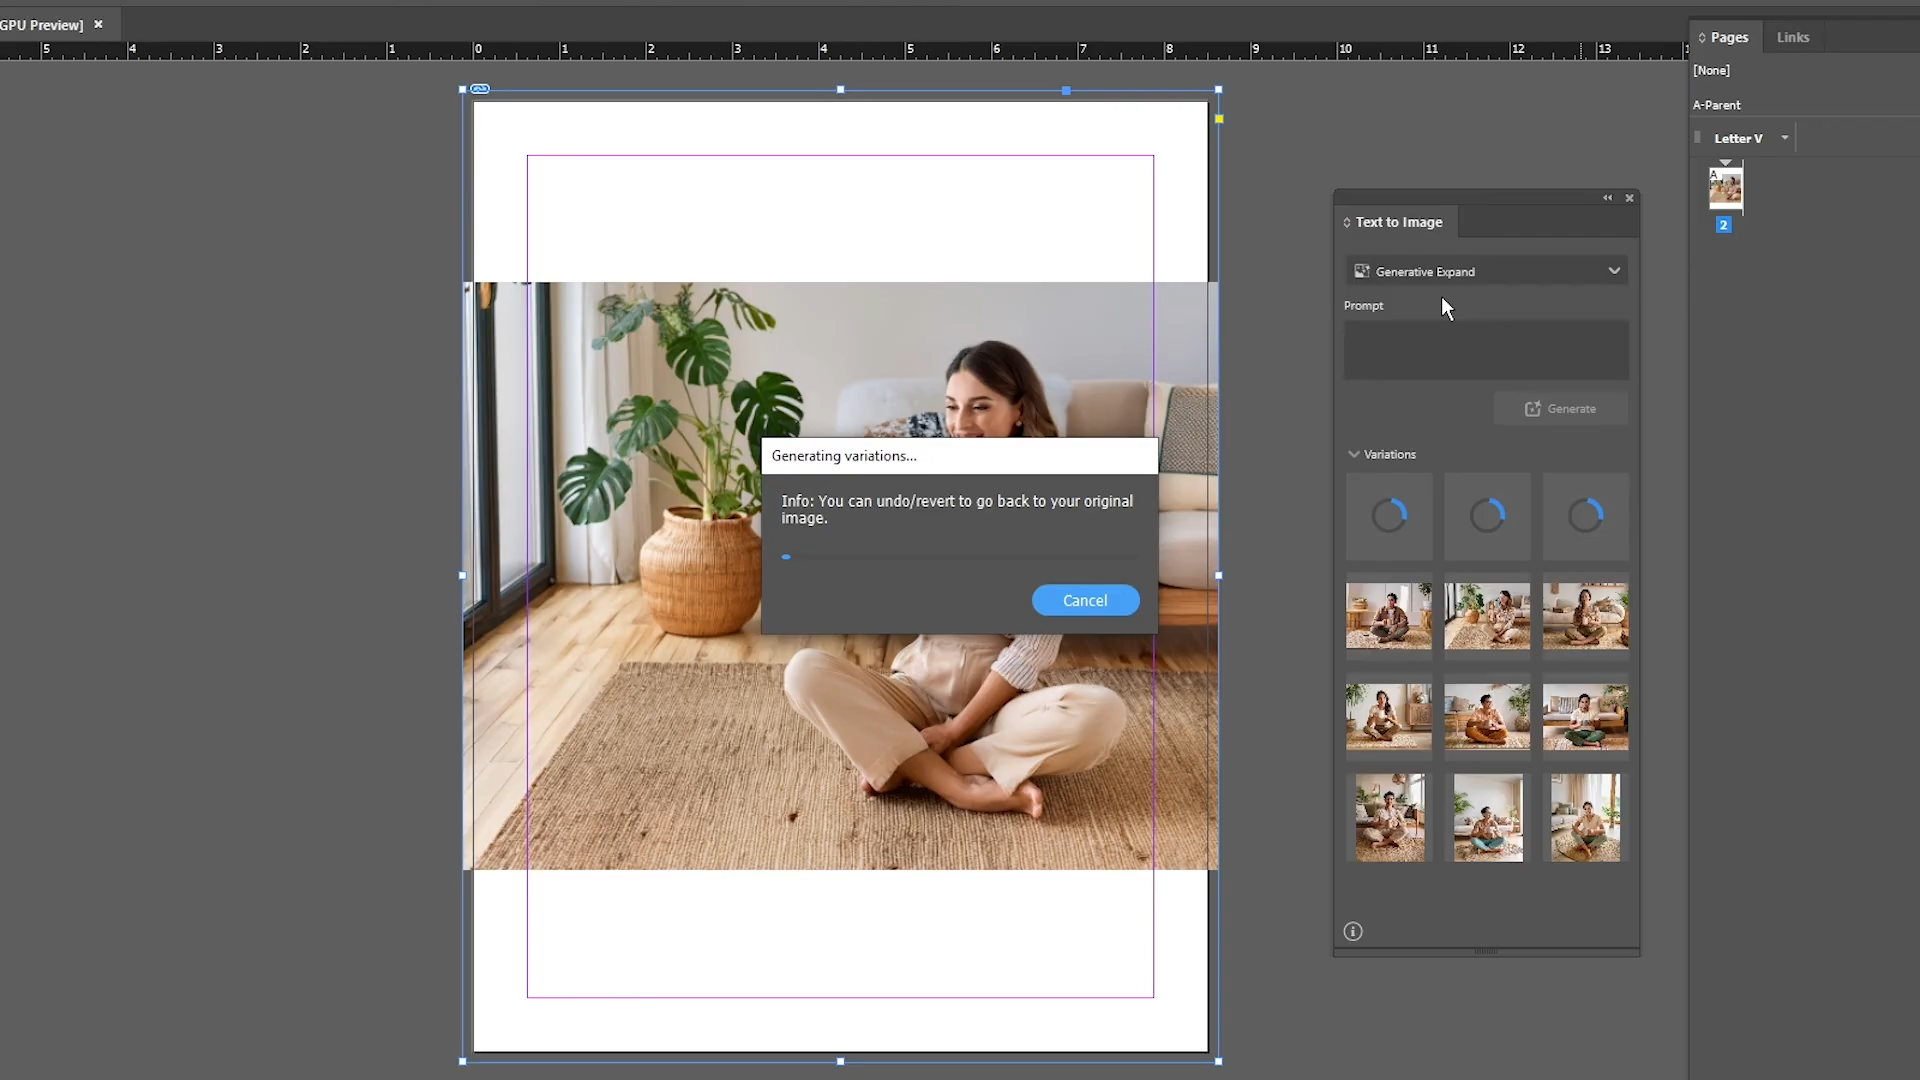 GPU Preview]
5 4 3 2 1 0 1 2 3 4 5 6 7 8 9 10 11 12 13
Pages Links
[None]
A-Parent
Letter V
A
2
Text to Image
Generative Expand
Prompt
Generate
Variations
Generating variations...
Info: You can undo/revert to go back to your original
image.
Cancel